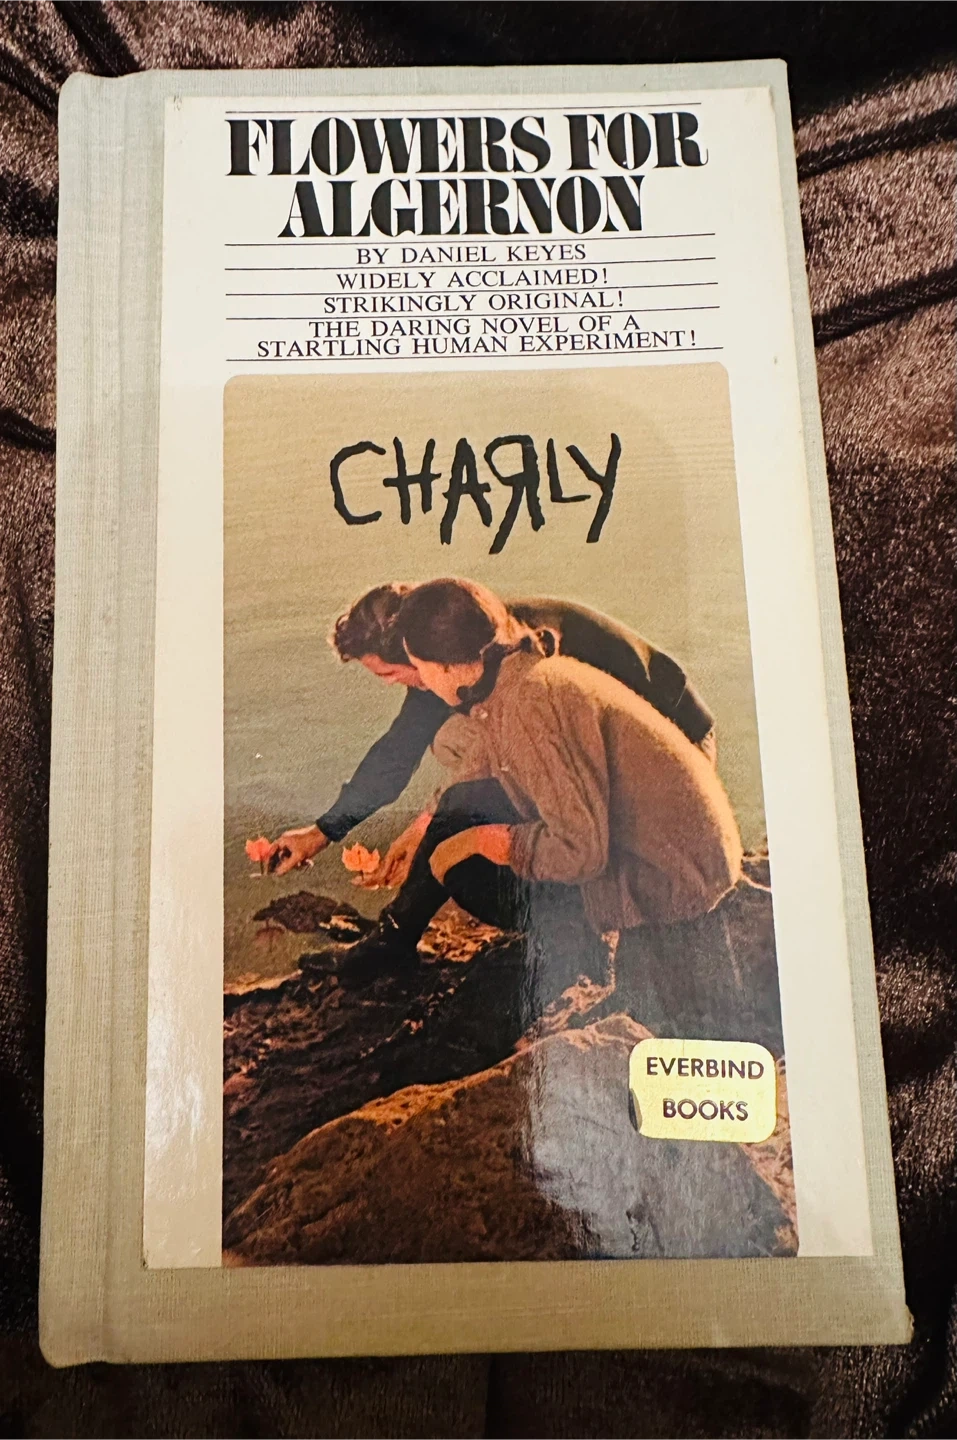 FLOWERS FOR
ALGERNON
BY DANIEL KEYES
WIDELY ACCLAIMED!
STRIKINGLY ORIGINAL!
THE DARING NOVEL OF A
STARTLING HUMAN EXPERIMENT!
CHARLY
EVERBIND
BOOKS